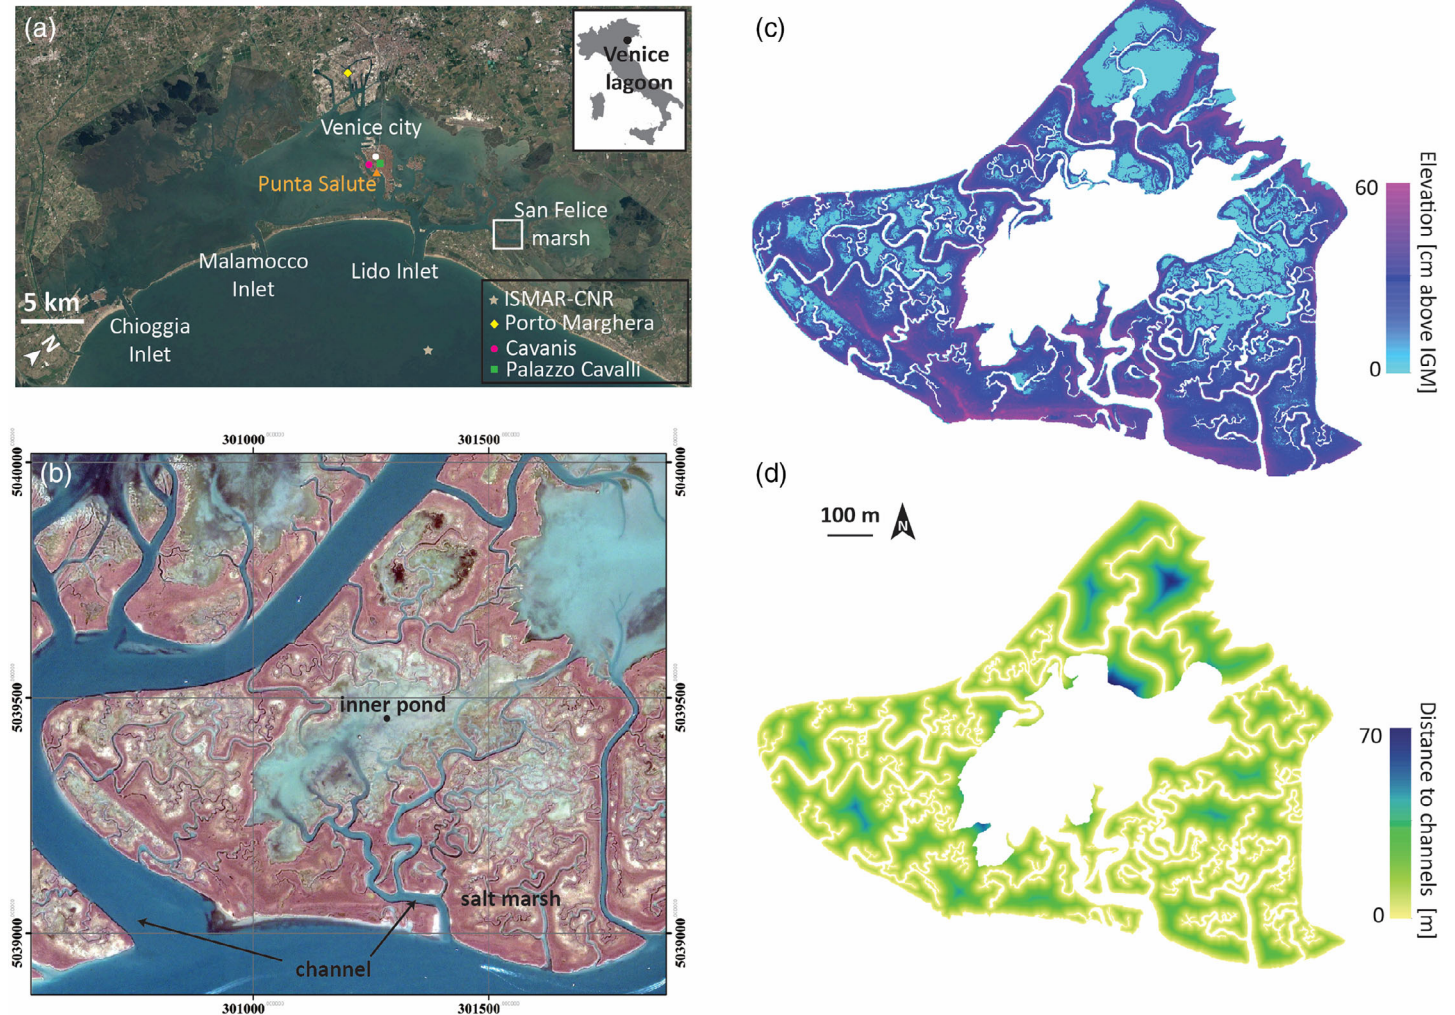 (a)
Venice
lagoon
Venice city
Punta Salute
San Felice
marsh
Malamocco
Inlet
Lido Inlet
5 km
Chioggia
Inlet
N
ISMAR-CNR
Porto Marghera
Cavanis
Palazzo Cavalli
(b)
301000
301500
5040000
5040000
5039500
5039500
5039000
5039000
inner pond
salt marsh
channel
301000
301500
(c)
60
0
Elevation [cm above IGM]
(d)
100 m
N
70
0
Distance to channels [m]